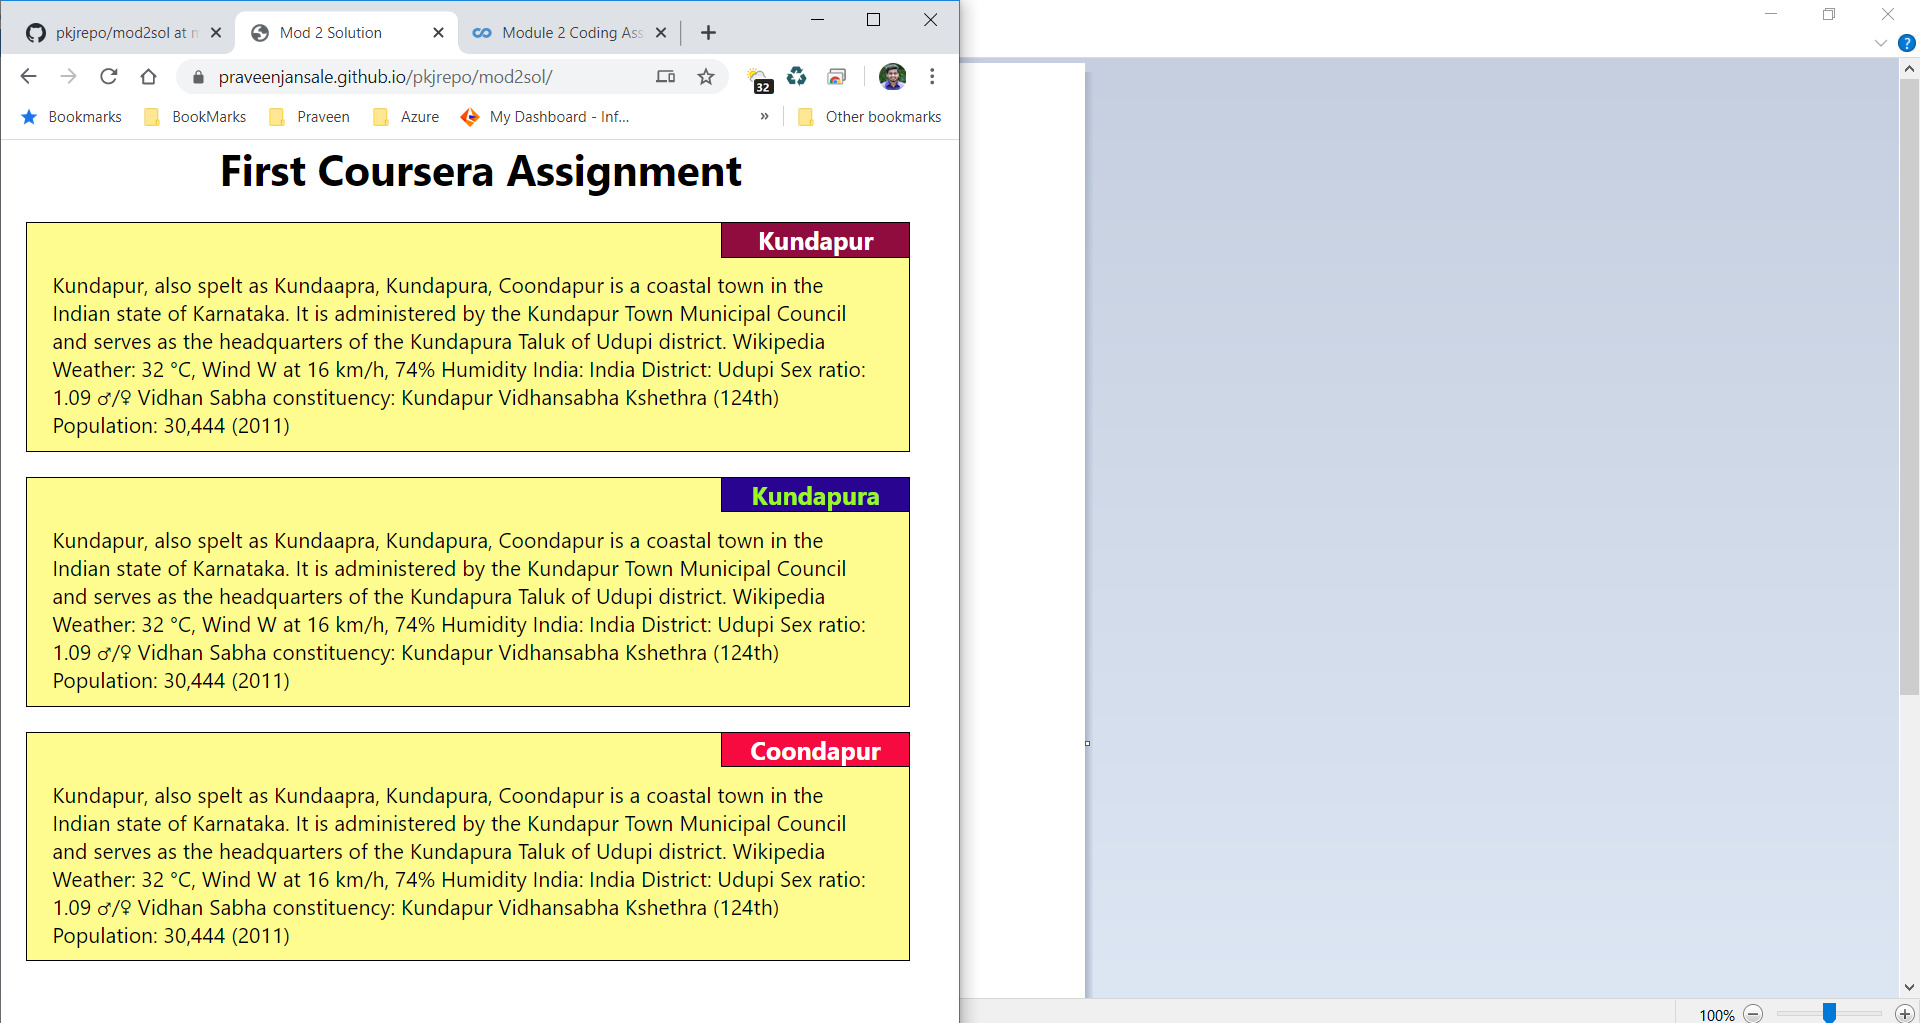 pkjrepo/mod2sol at m
Mod 2 Solution
Module 2 Coding Ass
praveenjansale.github.io/pkjrepo/mod2sol/
32
Bookmarks
BookMarks
Praveen
Azure
My Dashboard - Inf...
»
Other bookmarks
First Coursera Assignment
Kundapur
Kundapur, also spelt as Kundaapra, Kundapura, Coondapur is a coastal town in the
Indian state of Karnataka. It is administered by the Kundapur Town Municipal Council
and serves as the headquarters of the Kundapura Taluk of Udupi district. Wikipedia
Weather: 32 °C, Wind W at 16 km/h, 74% Humidity India: India District: Udupi Sex ratio:
1.09 ♂/♀ Vidhan Sabha constituency: Kundapur Vidhansabha Kshethra (124th)
Population: 30,444 (2011)
Kundapura
Kundapur, also spelt as Kundaapra, Kundapura, Coondapur is a coastal town in the
Indian state of Karnataka. It is administered by the Kundapur Town Municipal Council
and serves as the headquarters of the Kundapura Taluk of Udupi district. Wikipedia
Weather: 32 °C, Wind W at 16 km/h, 74% Humidity India: India District: Udupi Sex ratio:
1.09 ♂/♀ Vidhan Sabha constituency: Kundapur Vidhansabha Kshethra (124th)
Population: 30,444 (2011)
Coondapur
Kundapur, also spelt as Kundaapra, Kundapura, Coondapur is a coastal town in the
Indian state of Karnataka. It is administered by the Kundapur Town Municipal Council
and serves as the headquarters of the Kundapura Taluk of Udupi district. Wikipedia
Weather: 32 °C, Wind W at 16 km/h, 74% Humidity India: India District: Udupi Sex ratio:
1.09 ♂/♀ Vidhan Sabha constituency: Kundapur Vidhansabha Kshethra (124th)
Population: 30,444 (2011)
100%